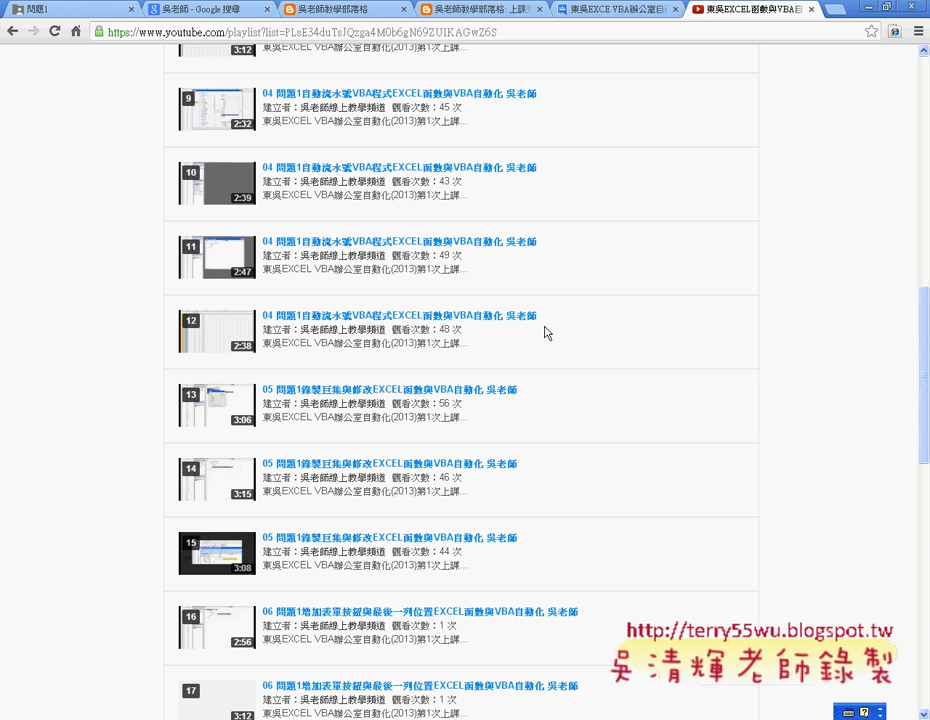 問題1
吳老師 - Google 搜尋
吳老師教學部落格
吳老師教學部落格: 上課
東吳EXCE VBA辦公室自
東吳EXCEL函數與VBA自
https://www.youtube.com/playlist?list=PLsE34duTsJQzga4M0b6gN69ZUIKAGwZ6S
3:12
東吳EXCEL VBA辦公室自動化(2013)第1次上課...
9
2:32
04 問題1自動流水號VBA程式EXCEL函數與VBA自動化 吳老師
建立者：吳老師線上教學頻道 觀看次數：45 次
東吳EXCEL VBA辦公室自動化(2013)第1次上課...
10
2:39
04 問題1自動流水號VBA程式EXCEL函數與VBA自動化 吳老師
建立者：吳老師線上教學頻道 觀看次數：43 次
東吳EXCEL VBA辦公室自動化(2013)第1次上課...
11
2:47
04 問題1自動流水號VBA程式EXCEL函數與VBA自動化 吳老師
建立者：吳老師線上教學頻道 觀看次數：49 次
東吳EXCEL VBA辦公室自動化(2013)第1次上課...
12
2:38
04 問題1自動流水號VBA程式EXCEL函數與VBA自動化 吳老師
建立者：吳老師線上教學頻道 觀看次數：48 次
東吳EXCEL VBA辦公室自動化(2013)第1次上課...
13
3:06
05 問題1錄製巨集與修改EXCEL函數與VBA自動化 吳老師
建立者：吳老師線上教學頻道 觀看次數：56 次
東吳EXCEL VBA辦公室自動化(2013)第1次上課...
14
3:15
05 問題1錄製巨集與修改EXCEL函數與VBA自動化 吳老師
建立者：吳老師線上教學頻道 觀看次數：46 次
東吳EXCEL VBA辦公室自動化(2013)第1次上課...
15
3:08
05 問題1錄製巨集與修改EXCEL函數與VBA自動化 吳老師
建立者：吳老師線上教學頻道 觀看次數：44 次
東吳EXCEL VBA辦公室自動化(2013)第1次上課...
16
2:56
06 問題1增加表單按鈕與最後一列位置EXCEL函數與VBA自動化 吳老師
建立者：吳老師線上教學頻道 觀看次數：1 次
東吳EXCEL VBA辦公室自動化(2013)第1次上課...
17
3:12
06 問題1增加表單按鈕與最後一列位置EXCEL函數與VBA自動化 吳老師
建立者：吳老師線上教學頻道 觀看次數：1 次
東吳EXCEL VBA辦公室自動化(2013)第1次上課...
http://terry55wu.blogspot.tw
吳清輝老師錄製